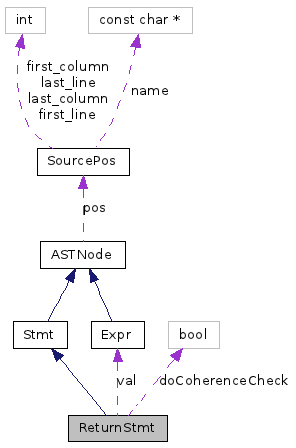 int
const char *
first_column
last_line
last_column
first_line
name
SourcePos
pos
ASTNode
Stmt
Expr
bool
val
doCoherenceCheck
ReturnStmt